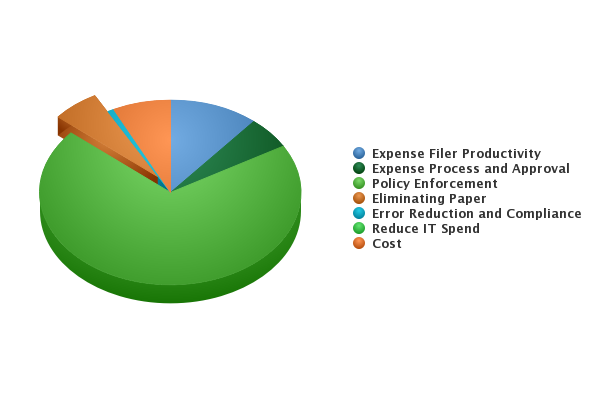 Expense Filer Productivity
Expense Process and Approval
Policy Enforcement
Eliminating Paper
Error Reduction and Compliance
Reduce IT Spend
Cost